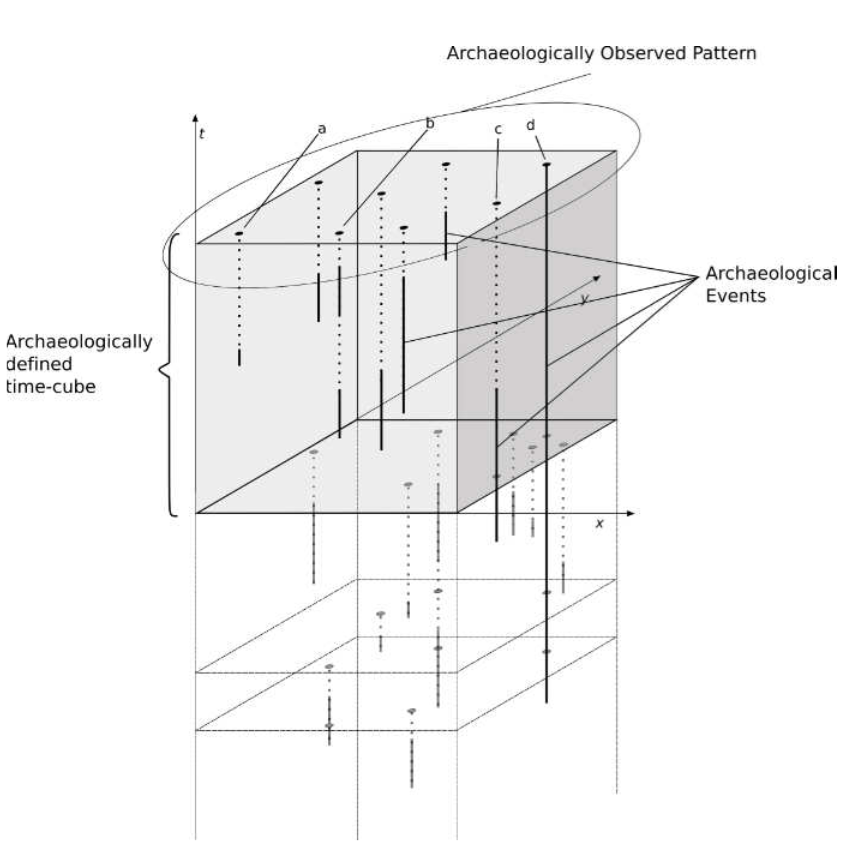 Archaeologically Observed Pattern
t
a
b
c
d
y
Archaeological
Events
Archaeologically
defined
time-cube
x